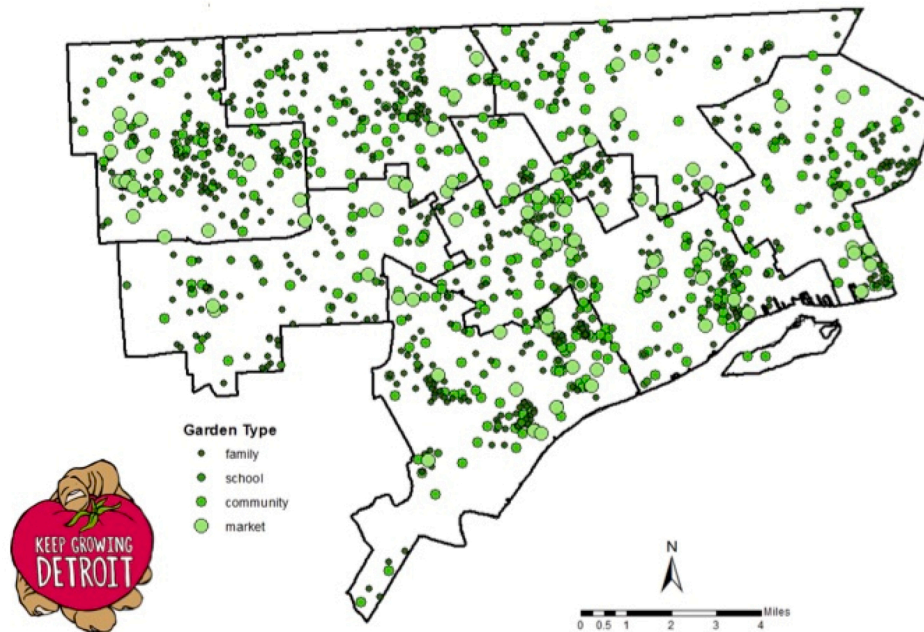 Garden Type
family
school
community
market
KEEP GROWING
DETROIT
N
Miles
0 0.5 1 2 3 4